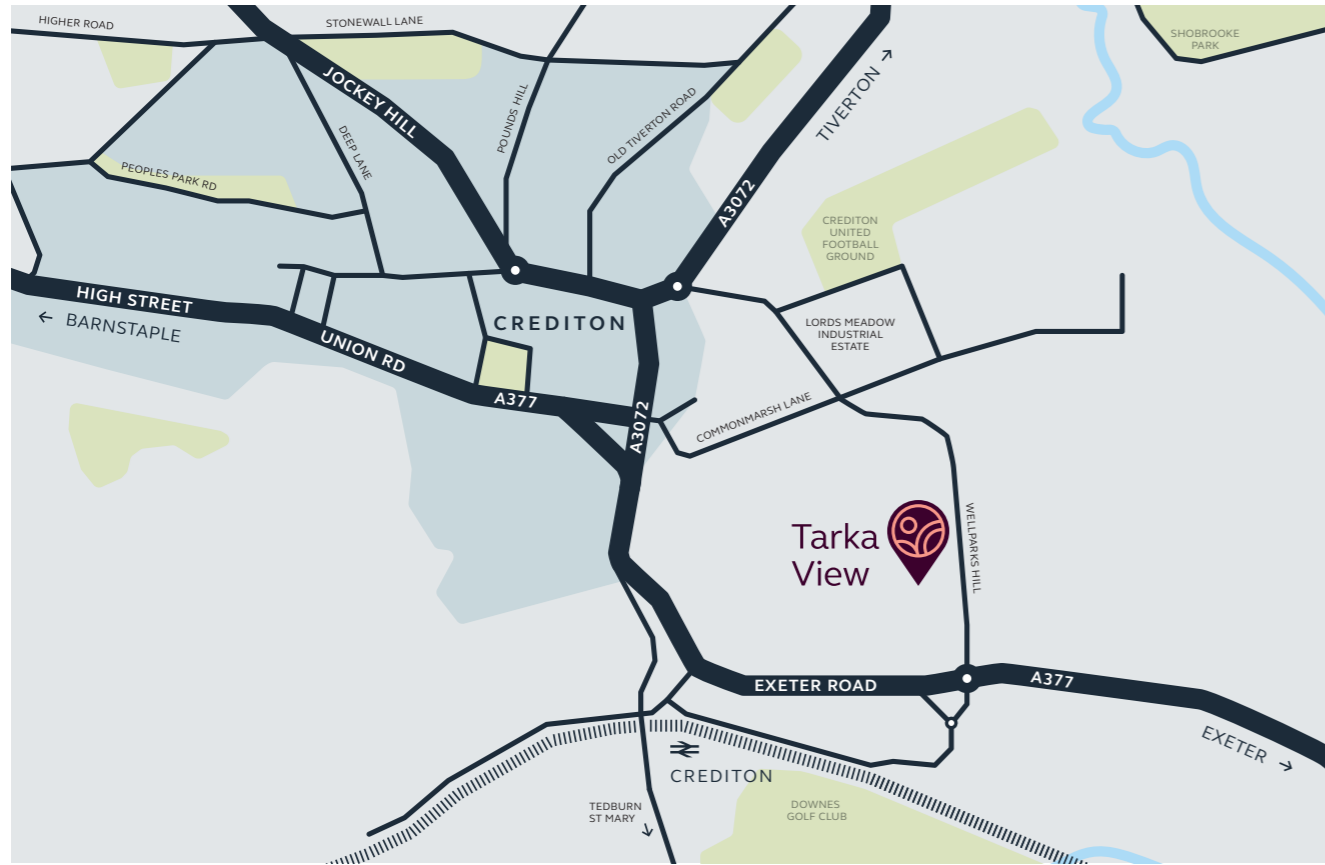 HIGHER ROAD
STONEWALL LANE
SHOBROOKE
PARK
JOCKEY HILL
TIVERTON →
POUNDS HILL
OLD TIVERTON ROAD
DEEP LANE
PEOPLES PARK RD
A3072
CREDITON
UNITED
FOOTBALL
GROUND
HIGH STREET
← BARNSTAPLE
CREDITON
LORDS MEADOW
INDUSTRIAL
ESTATE
UNION RD
A377
A3072
COMMONMARSH LANE
Tarka
View
WELLPARKS HILL
EXETER ROAD
A377
EXETER →
CREDITON
TEDBURN
ST MARY →
DOWNES
GOLF CLUB